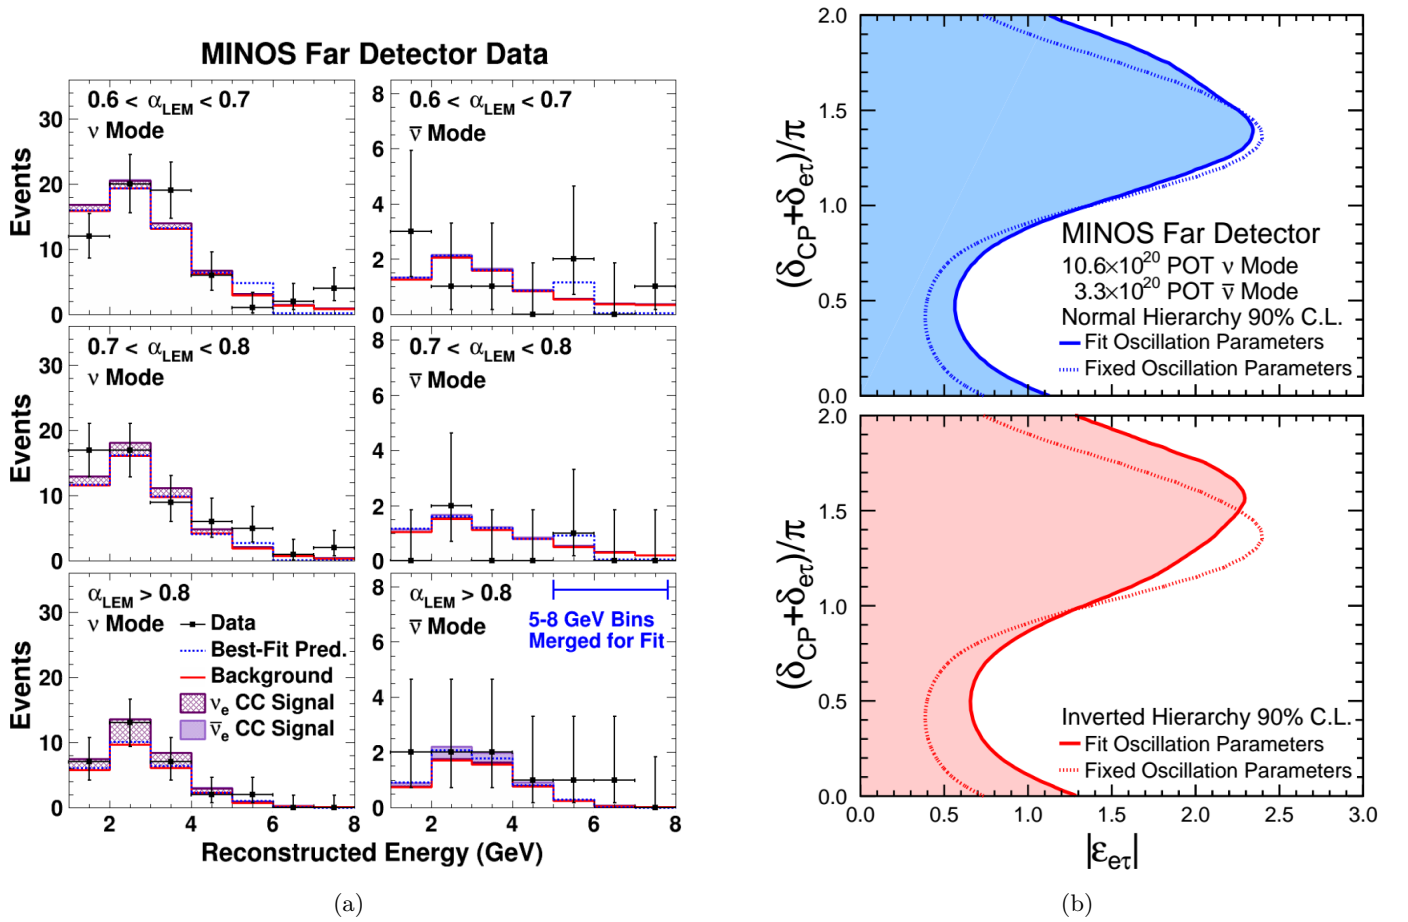 MINOS Far Detector Data
0.6 < α_LEM < 0.7
ν Mode
Events
30
20
10
0
0.6 < α_LEM < 0.7
ν̅ Mode
8
6
4
2
0
0.7 < α_LEM < 0.8
ν Mode
Events
30
20
10
0
0.7 < α_LEM < 0.8
ν̅ Mode
8
6
4
2
0
α_LEM > 0.8
ν Mode
Data
Best-Fit Pred.
Background
ν_e CC Signal
ν̅_e CC Signal
Events
30
20
10
0
2 4 6 8
α_LEM > 0.8
ν̅ Mode
5-8 GeV Bins
Merged for Fit
8
6
4
2
0
2 4 6 8
Reconstructed Energy (GeV)
(a)
2.0
1.5
1.0
0.5
0.0
(δ_CP+δ_eτ)/π
MINOS Far Detector
10.6×10^20 POT ν Mode
3.3×10^20 POT ν̅ Mode
Normal Hierarchy 90% C.L.
Fit Oscillation Parameters
Fixed Oscillation Parameters
2.0
1.5
1.0
0.5
0.0
(δ_CP+δ_eτ)/π
Inverted Hierarchy 90% C.L.
Fit Oscillation Parameters
Fixed Oscillation Parameters
0.0 0.5 1.0 1.5 2.0 2.5 3.0
|ε_eτ|
(b)